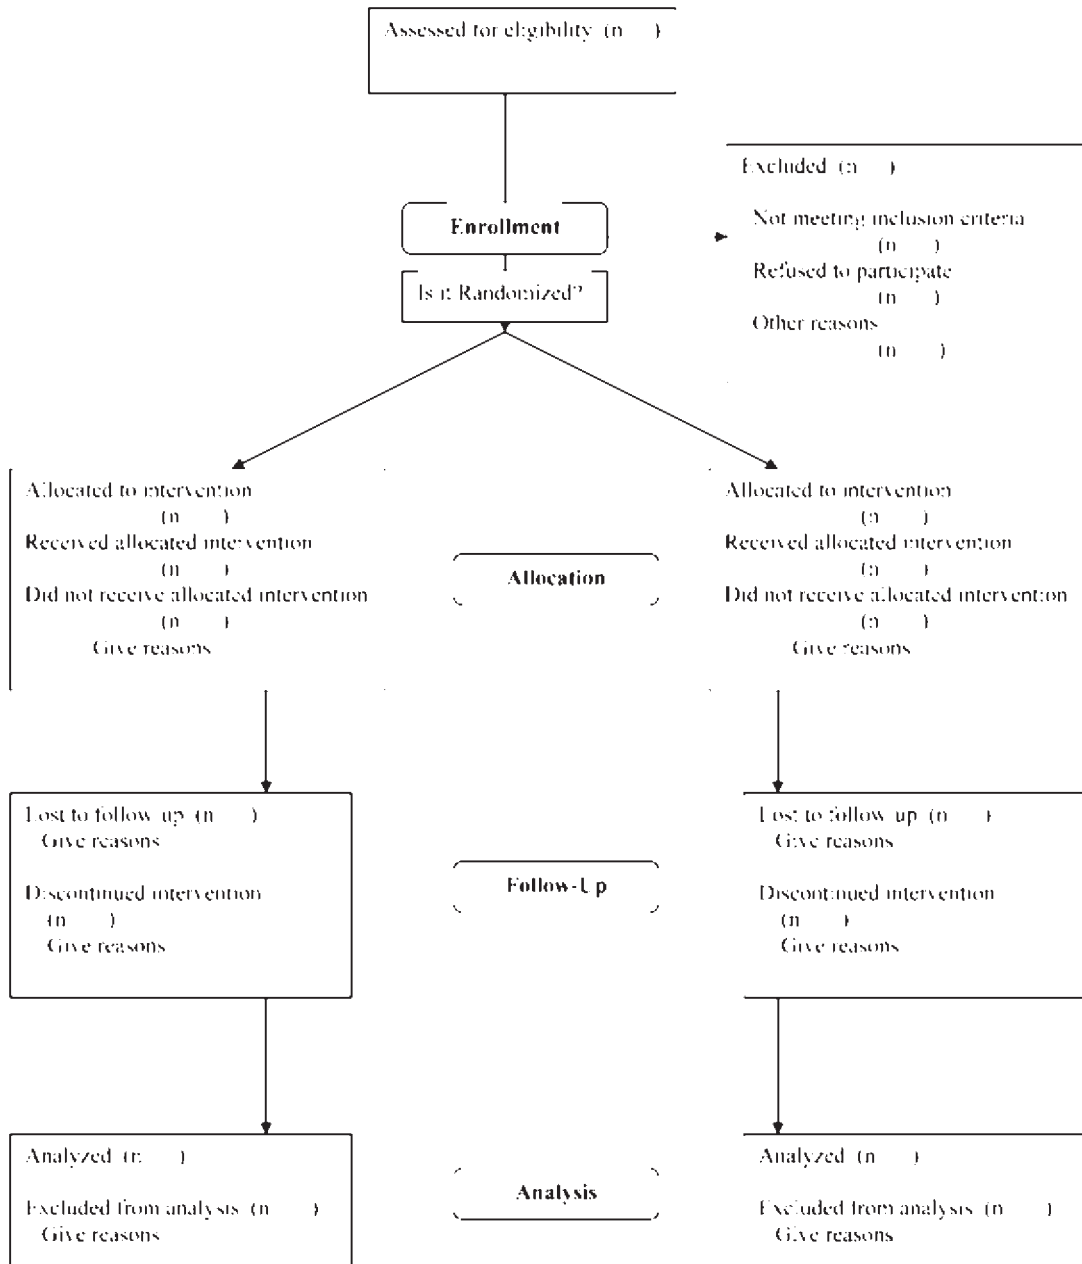 Assessed for eligibility (n )
Excluded (n )
Not meeting inclusion criteria
(n )
Refused to participate
(n )
Other reasons
(n )
Enrollment
Is it Randomized?
Allocated to intervention
(n )
Received allocated intervention
(n )
Did not receive allocated intervention
(n )
Give reasons
Allocation
Allocated to intervention
(n )
Received allocated intervention
(n )
Did not receive allocated intervention
(n )
Give reasons
Lost to follow up (n )
Give reasons
Discontinued intervention
(n )
Give reasons
Follow-Up
Lost to follow up (n )
Give reasons
Discontinued intervention
(n )
Give reasons
Analyzed (n )
Excluded from analysis (n )
Give reasons
Analysis
Analyzed (n )
Excluded from analysis (n )
Give reasons